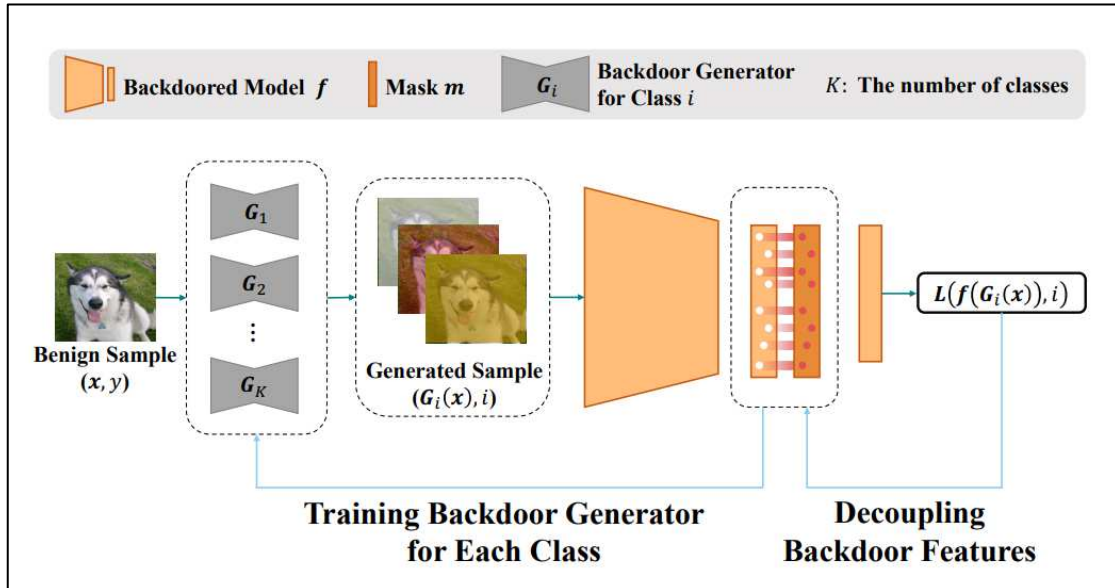 Backdoored Model f
Mask m
G_i
Backdoor Generator
for Class i
K: The number of classes
Benign Sample
(x, y)
G_1
G_2
⋮
G_K
Generated Sample
(G_i(x), i)
L(f(G_i(x)), i)
Training Backdoor Generator
for Each Class
Decoupling
Backdoor Features